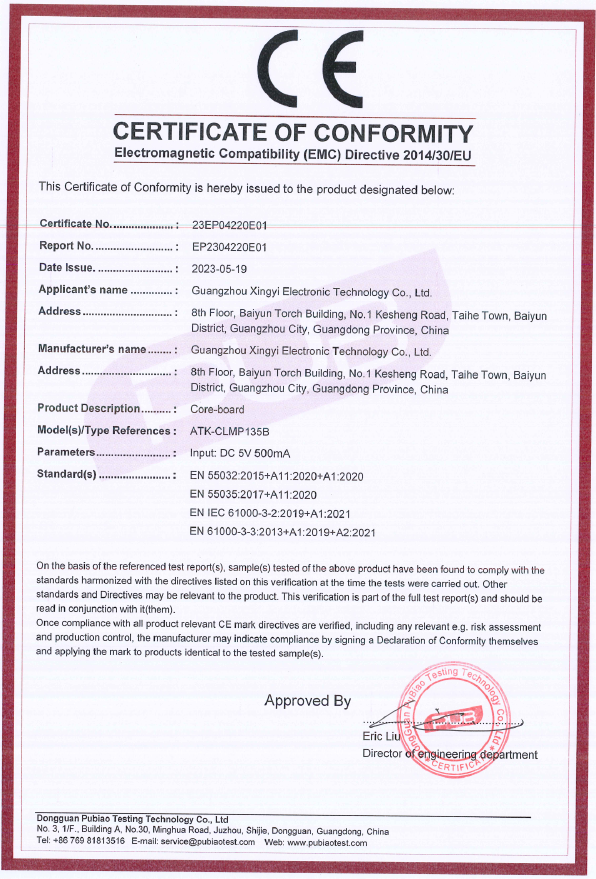 CE
CERTIFICATE OF CONFORMITY
Electromagnetic Compatibility (EMC) Directive 2014/30/EU
This Certificate of Conformity is hereby issued to the product designated below:
Certificate No..................... : 23EP04220E01
Report No. ......................... : EP2304220E01
Date Issue. ........................ : 2023-05-19
Applicant's name ............. : Guangzhou Xingyi Electronic Technology Co., Ltd.
Address............................. : 8th Floor, Baiyun Torch Building, No.1 Kesheng Road, Taihe Town, Baiyun
District, Guangzhou City, Guangdong Province, China
Manufacturer's name........ : Guangzhou Xingyi Electronic Technology Co., Ltd.
Address............................. : 8th Floor, Baiyun Torch Building, No.1 Kesheng Road, Taihe Town, Baiyun
District, Guangzhou City, Guangdong Province, China
Product Description.......... : Core-board
Model(s)/Type References : ATK-CLMP135B
Parameters......................... : Input: DC 5V 500mA
Standard(s) ........................ : EN 55032:2015+A11:2020+A1:2020
EN 55035:2017+A11:2020
EN IEC 61000-3-2:2019+A1:2021
EN 61000-3-3:2013+A1:2019+A2:2021
On the basis of the referenced test report(s), sample(s) tested of the above product have been found to comply with the
standards harmonized with the directives listed on this verification at the time the tests were carried out. Other
standards and Directives may be relevant to the product. This verification is part of the full test report(s) and should be
read in conjunction with it(them).
Once compliance with all product relevant CE mark directives are verified, including any relevant e.g. risk assessment
and production control, the manufacturer may indicate compliance by signing a Declaration of Conformity themselves
and applying the mark to products identical to the tested sample(s).
Approved By
DongGuan PuBiao Testing Technology Co., Ltd
PUB
CERTIFICAT
Eric Liu
Director of engineering department
Dongguan Pubiao Testing Technology Co., Ltd
No. 3, 1/F., Building A, No.30, Minghua Road, Juzhou, Shijie, Dongguan, Guangdong, China
Tel: +86 769 81813516 E-mail: service@pubiaotest.com Web: www.pubiaotest.com